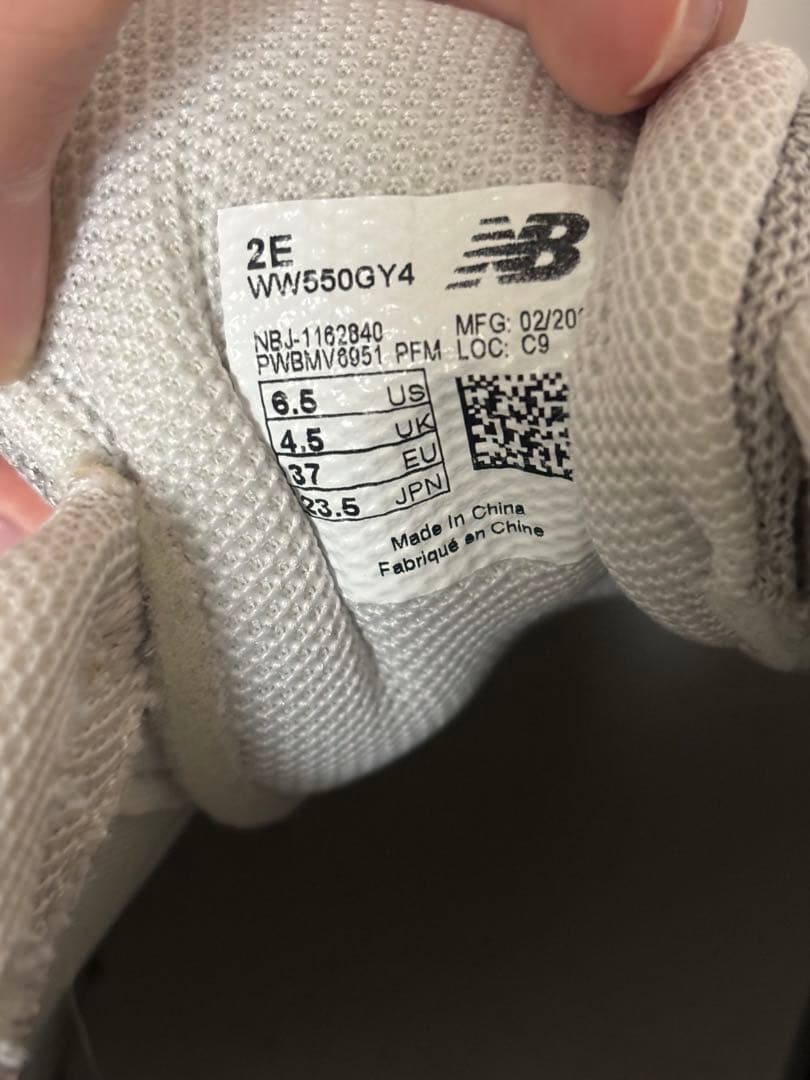 2E
WW550GY4
NB
NBJ-1162840
PWBMV6951 PFM
MFG: 02/20
LOC: C9
6.5 US
4.5 UK
37 EU
23.5 JPN
Made In China
Fabriqué en Chine